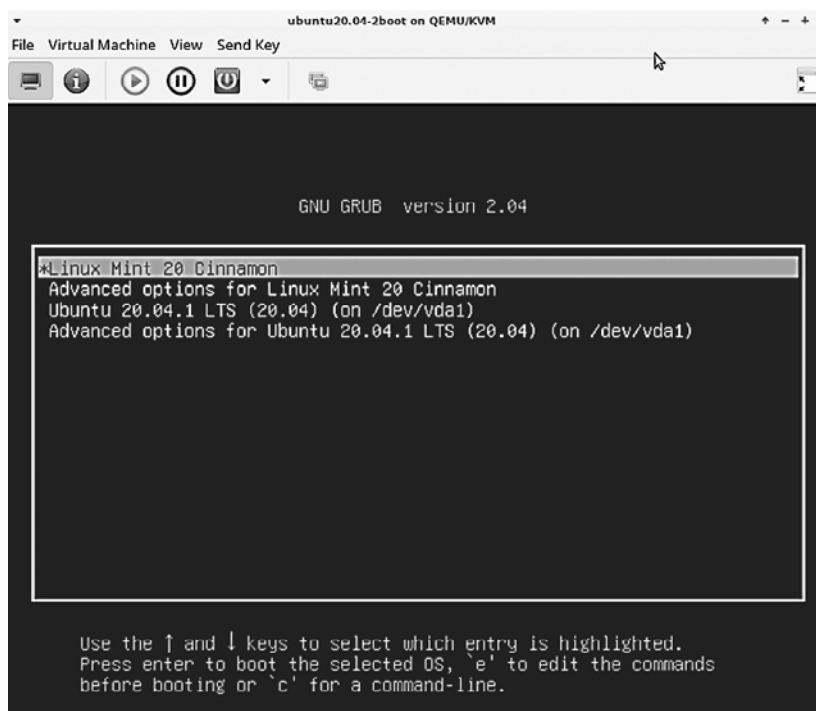 ubuntu20.04-2boot on QEMU/KVM
File Virtual Machine View Send Key
GNU GRUB version 2.04
*Linux Mint 20 Cinnamon
Advanced options for Linux Mint 20 Cinnamon
Ubuntu 20.04.1 LTS (20.04) (on /dev/vda1)
Advanced options for Ubuntu 20.04.1 LTS (20.04) (on /dev/vda1)
Use the ↑ and ↓ keys to select which entry is highlighted.
Press enter to boot the selected OS, `e' to edit the commands
before booting or `c' for a command-line.